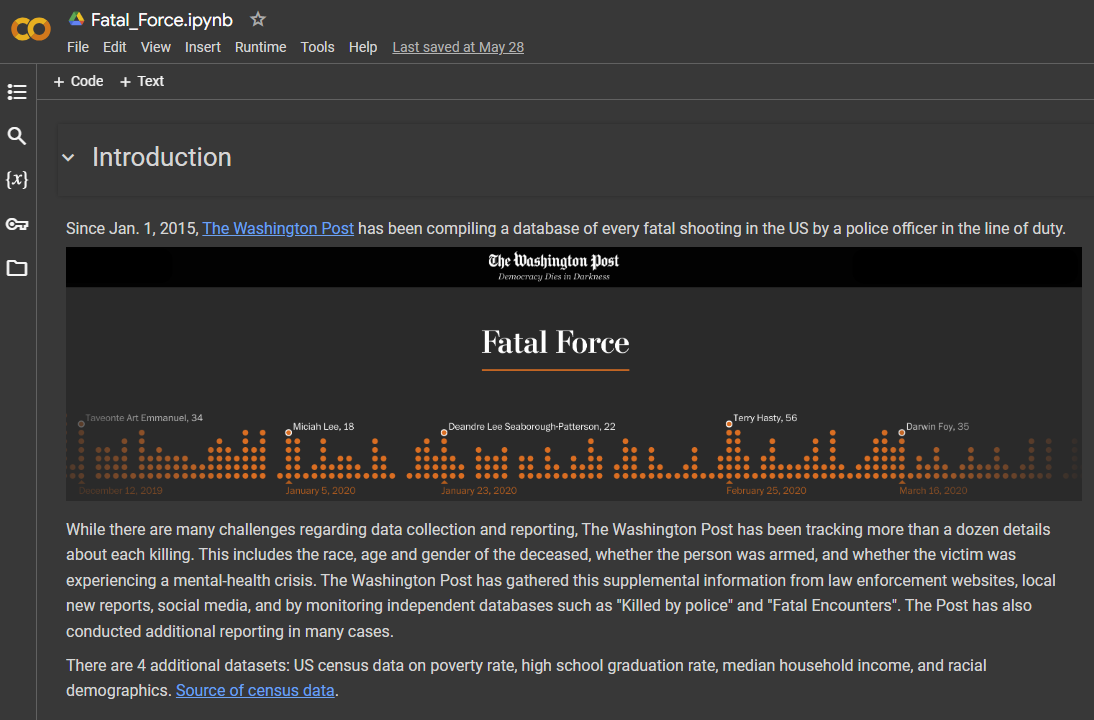 Fatal_Force.ipynb
File Edit View Insert Runtime Tools Help Last saved at May 28
+ Code + Text
Introduction
{x}
Since Jan. 1, 2015, The Washington Post has been compiling a database of every fatal shooting in the US by a police officer in the line of duty.
The Washington Post
Democracy Dies in Darkness
Fatal Force
Taveonte Art Emmanuel, 34
Miciah Lee, 18
Deandre Lee Seaborough-Patterson, 22
Terry Hasty, 56
Darwin Foy, 35
December 12, 2019
January 5, 2020
January 23, 2020
February 25, 2020
March 16, 2020
While there are many challenges regarding data collection and reporting, The Washington Post has been tracking more than a dozen details
about each killing. This includes the race, age and gender of the deceased, whether the person was armed, and whether the victim was
experiencing a mental-health crisis. The Washington Post has gathered this supplemental information from law enforcement websites, local
new reports, social media, and by monitoring independent databases such as "Killed by police" and "Fatal Encounters". The Post has also
conducted additional reporting in many cases.
There are 4 additional datasets: US census data on poverty rate, high school graduation rate, median household income, and racial
demographics. Source of census data.